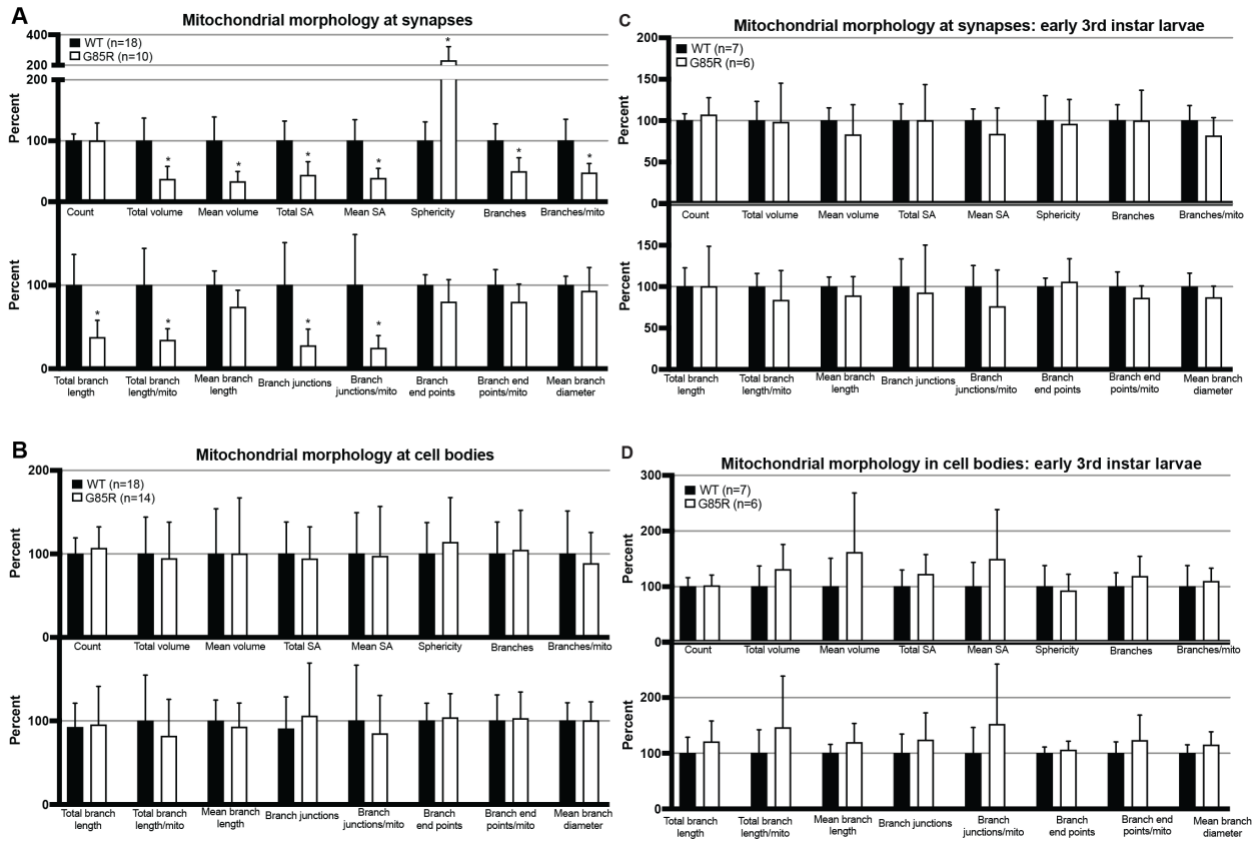 A
Mitochondrial morphology at synapses
400
WT (n=18)
G85R (n=10)
*
200
200
Percent
100
* * * * * *
0
Count Total volume Mean volume Total SA Mean SA Sphericity Branches Branches/mito
Percent
100
* * * *
0
Total branch length
Total branch length/mito
Mean branch length
Branch junctions
Branch junctions/mito
Branch end points
Branch end points/mito
Mean branch diameter
B
Mitochondrial morphology at cell bodies
200
WT (n=18)
G85R (n=14)
Percent
100
0
Count Total volume Mean volume Total SA Mean SA Sphericity Branches Branches/mito
Percent
100
0
Total branch length
Total branch length/mito
Mean branch length
Branch junctions
Branch junctions/mito
Branch end points
Branch end points/mito
Mean branch diameter
C
Mitochondrial morphology at synapses: early 3rd instar larvae
200
WT (n=7)
G85R (n=6)
150
Percent
100
50
0
Count Total volume Mean volume Total SA Mean SA Sphericity Branches Branches/mito
150
Percent
100
50
0
Total branch length
Total branch length/mito
Mean branch length
Branch junctions
Branch junctions/mito
Branch end points
Branch end points/mito
Mean branch diameter
D
Mitochondrial morphology in cell bodies: early 3rd instar larvae
300
WT (n=7)
G85R (n=6)
200
Percent
100
0
Count Total volume Mean volume Total SA Mean SA Sphericity Branches Branches/mito
200
Percent
100
0
Total branch length
Total branch length/mito
Mean branch length
Branch junctions
Branch junctions/mito
Branch end points
Branch end points/mito
Mean branch diameter